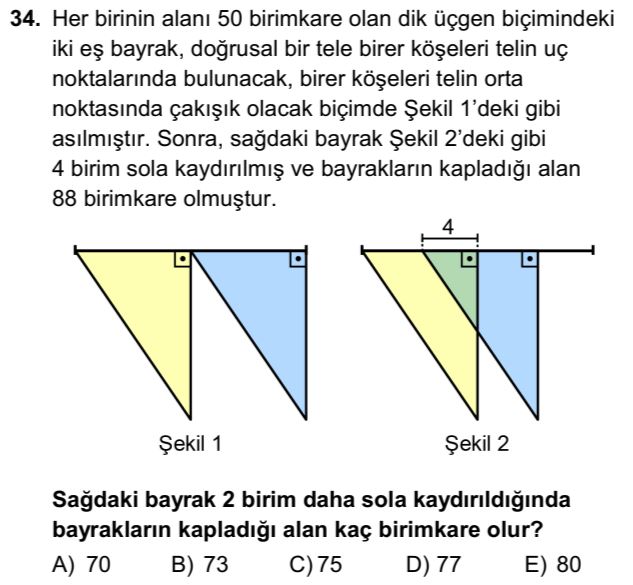 34. Her birinin alanı 50 birimkare olan dik üçgen biçimindeki
iki eş bayrak, doğrusal bir tele birer köşeleri telin uç
noktalarında bulunacak, birer köşeleri telin orta
noktasında çakışık olacak biçimde Şekil 1’deki gibi
asılmıştır. Sonra, sağdaki bayrak Şekil 2’deki gibi
4 birim sola kaydırılmış ve bayrakların kapladığı alan
88 birimkare olmuştur.
4
Şekil 1 Şekil 2
Sağdaki bayrak 2 birim daha sola kaydırıldığında
bayrakların kapladığı alan kaç birimkare olur?
A) 70 B) 73 C) 75 D) 77 E) 80